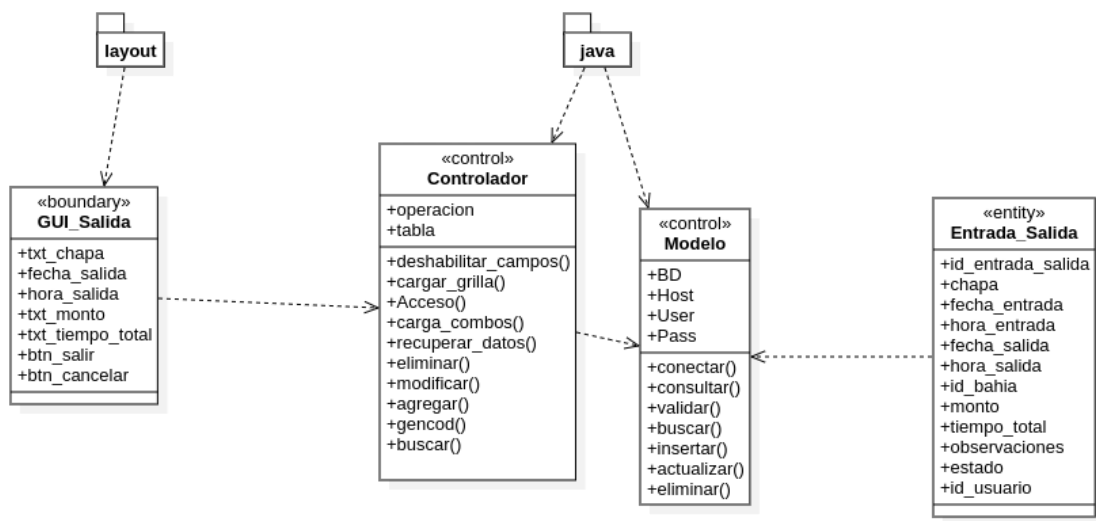 layout
java
«boundary»
GUI_Salida
+txt_chapa
+fecha_salida
+hora_salida
+txt_monto
+txt_tiempo_total
+btn_salir
+btn_cancelar
«control»
Controlador
+operacion
+tabla
+deshabilitar_campos()
+cargar_grilla()
+Acceso()
+carga_combos()
+recuperar_datos()
+eliminar()
+modificar()
+agregar()
+gencod()
+buscar()
«control»
Modelo
+BD
+Host
+User
+Pass
+conectar()
+consultar()
+validar()
+buscar()
+insertar()
+actualizar()
+eliminar()
«entity»
Entrada_Salida
+id_entrada_salida
+chapa
+fecha_entrada
+hora_entrada
+fecha_salida
+hora_salida
+id_bahia
+monto
+tiempo_total
+observaciones
+estado
+id_usuario